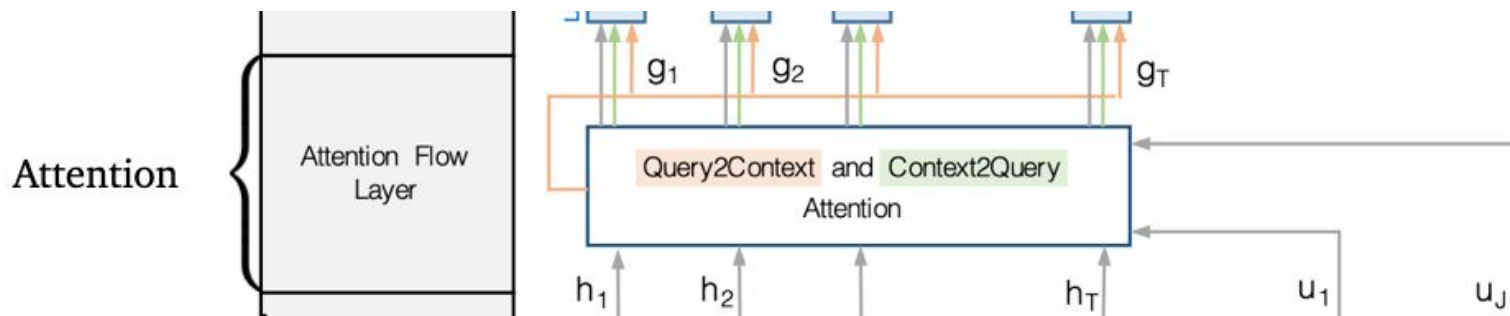 g1
g2
gT
Attention
Attention Flow
Layer
Query2Context and Context2Query
Attention
h1
h2
hT
u1
uJ